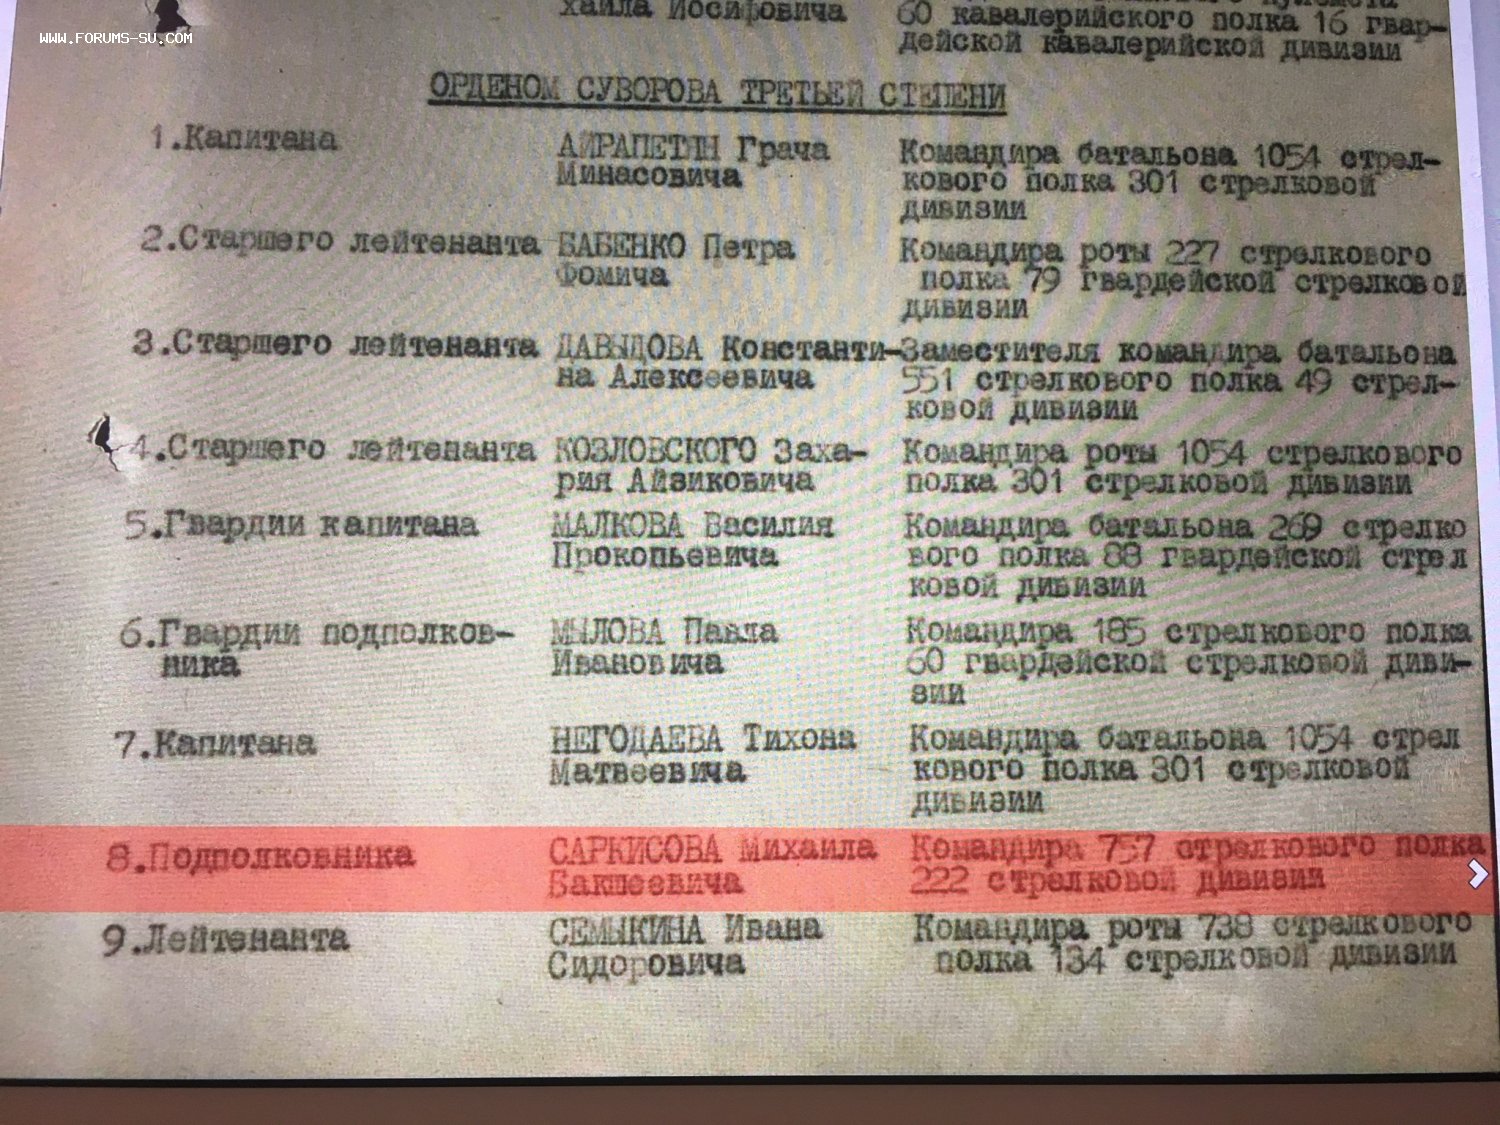 WWW.FORUMS-SU.COM
хаила Иосифовича
60 кавалерийского полка 16 гвар-
дейской кавалерийской дивизии
ОРДЕНОМ СУВОРОВА ТРЕТЬЕЙ СТЕПЕНИ
1.Капитана АЙРАПЕТЯН Грача Командира батальона 1054 стрел-
Минасовича кового полка 301 стрелковой
дивизии
2.Старшего лейтенанта БАБЕНКО Петра Командира роты 227 стрелкового
Фомича полка 79 гвардейской стрелковой
дивизии
3.Старшего лейтенанта ДАВЫДОВА Константи- Заместителя командира батальона
на Алексеевича 551 стрелкового полка 49 стрел-
ковой дивизии
4.Старшего лейтенанта КОЗЛОВСКОГО Заха- Командира роты 1054 стрелкового
рия Айзиковича полка 301 стрелковой дивизии
5.Гвардии капитана МАЛКОВА Василия Командира батальона 269 стрелко
Прокопьевича вого полка 88 гвардейской стрел
ковой дивизии
6.Гвардии подполков- МЫЛОВА Павла Командира 185 стрелкового полка
ника Ивановича 60 гвардейской стрелковой диви-
зии
7.Капитана НЕГОДАЕВА Тихона Командира батальона 1054 стрел
Матвеевича кового полка 301 стрелковой
дивизии
8.Подполковника САРКИСОВА Михаила Командира 757 стрелкового полка
Бакшеевича 222 стрелковой дивизии
9.Лейтенанта СЕМЫКИНА Ивана Командира роты 738 стрелкового
Сидоровича полка 134 стрелковой дивизии